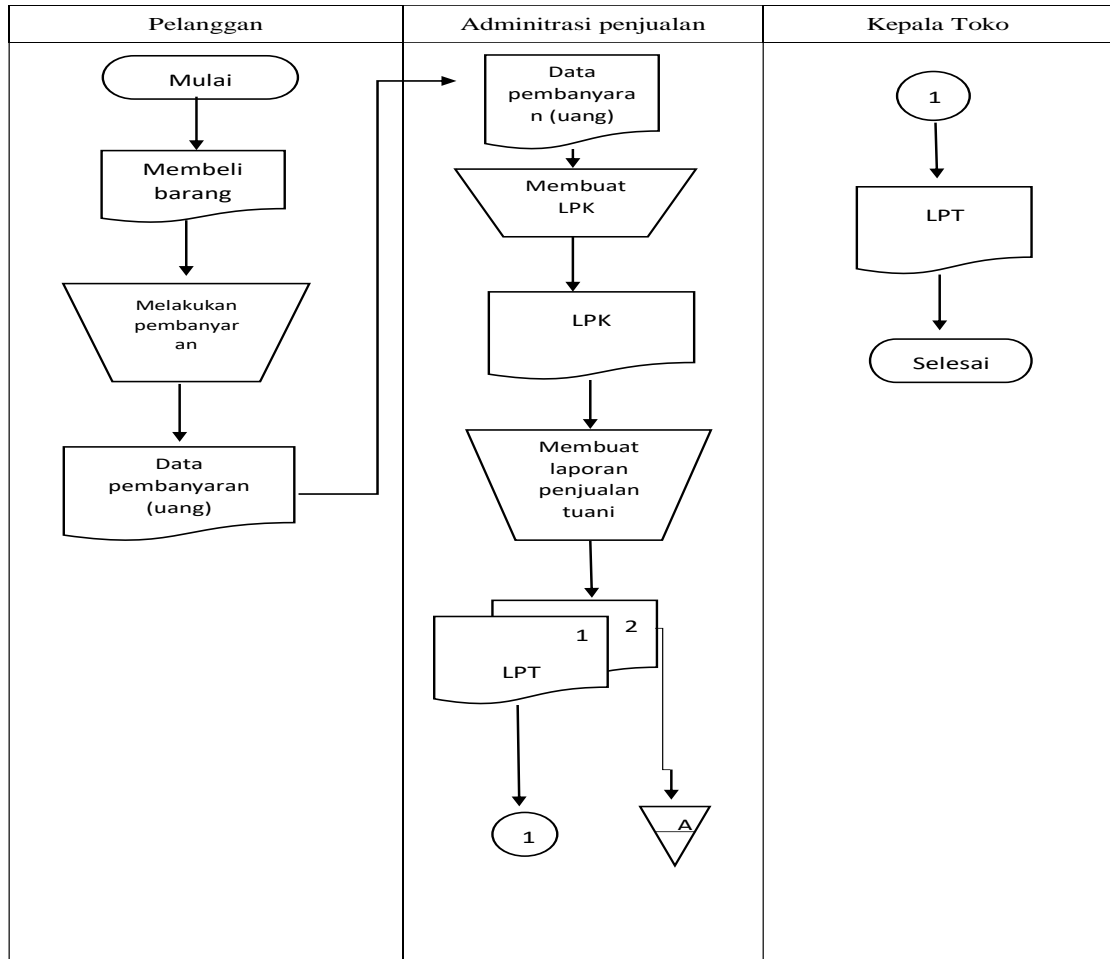 Pelanggan
Mulai
Membeli
barang
Melakukan
pembanyar
an
Data
pembanyaran
(uang)
Adminitrasi penjualan
Data
pembanyara
n (uang)
Membuat
LPK
LPK
Membuat
laporan
penjualan
tuani
1
2
LPT
1
A
Kepala Toko
1
LPT
Selesai